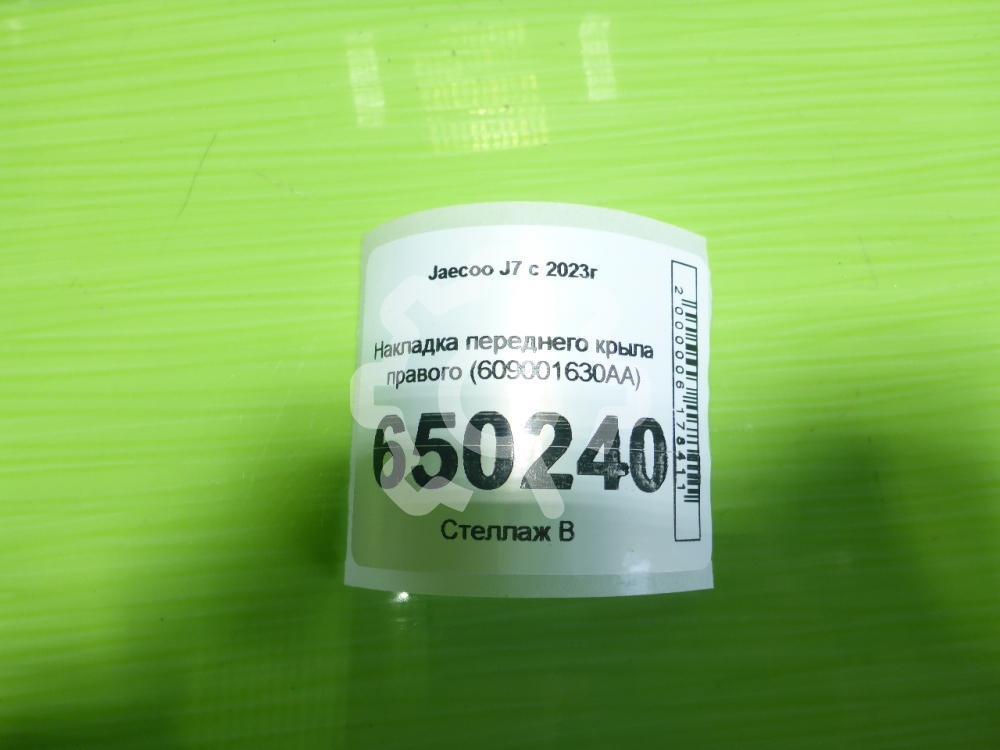 Jaecoo J7 с 2023г
Накладка переднего крыла
правого (609001630AA)
650240
Стеллаж В
2000006178411